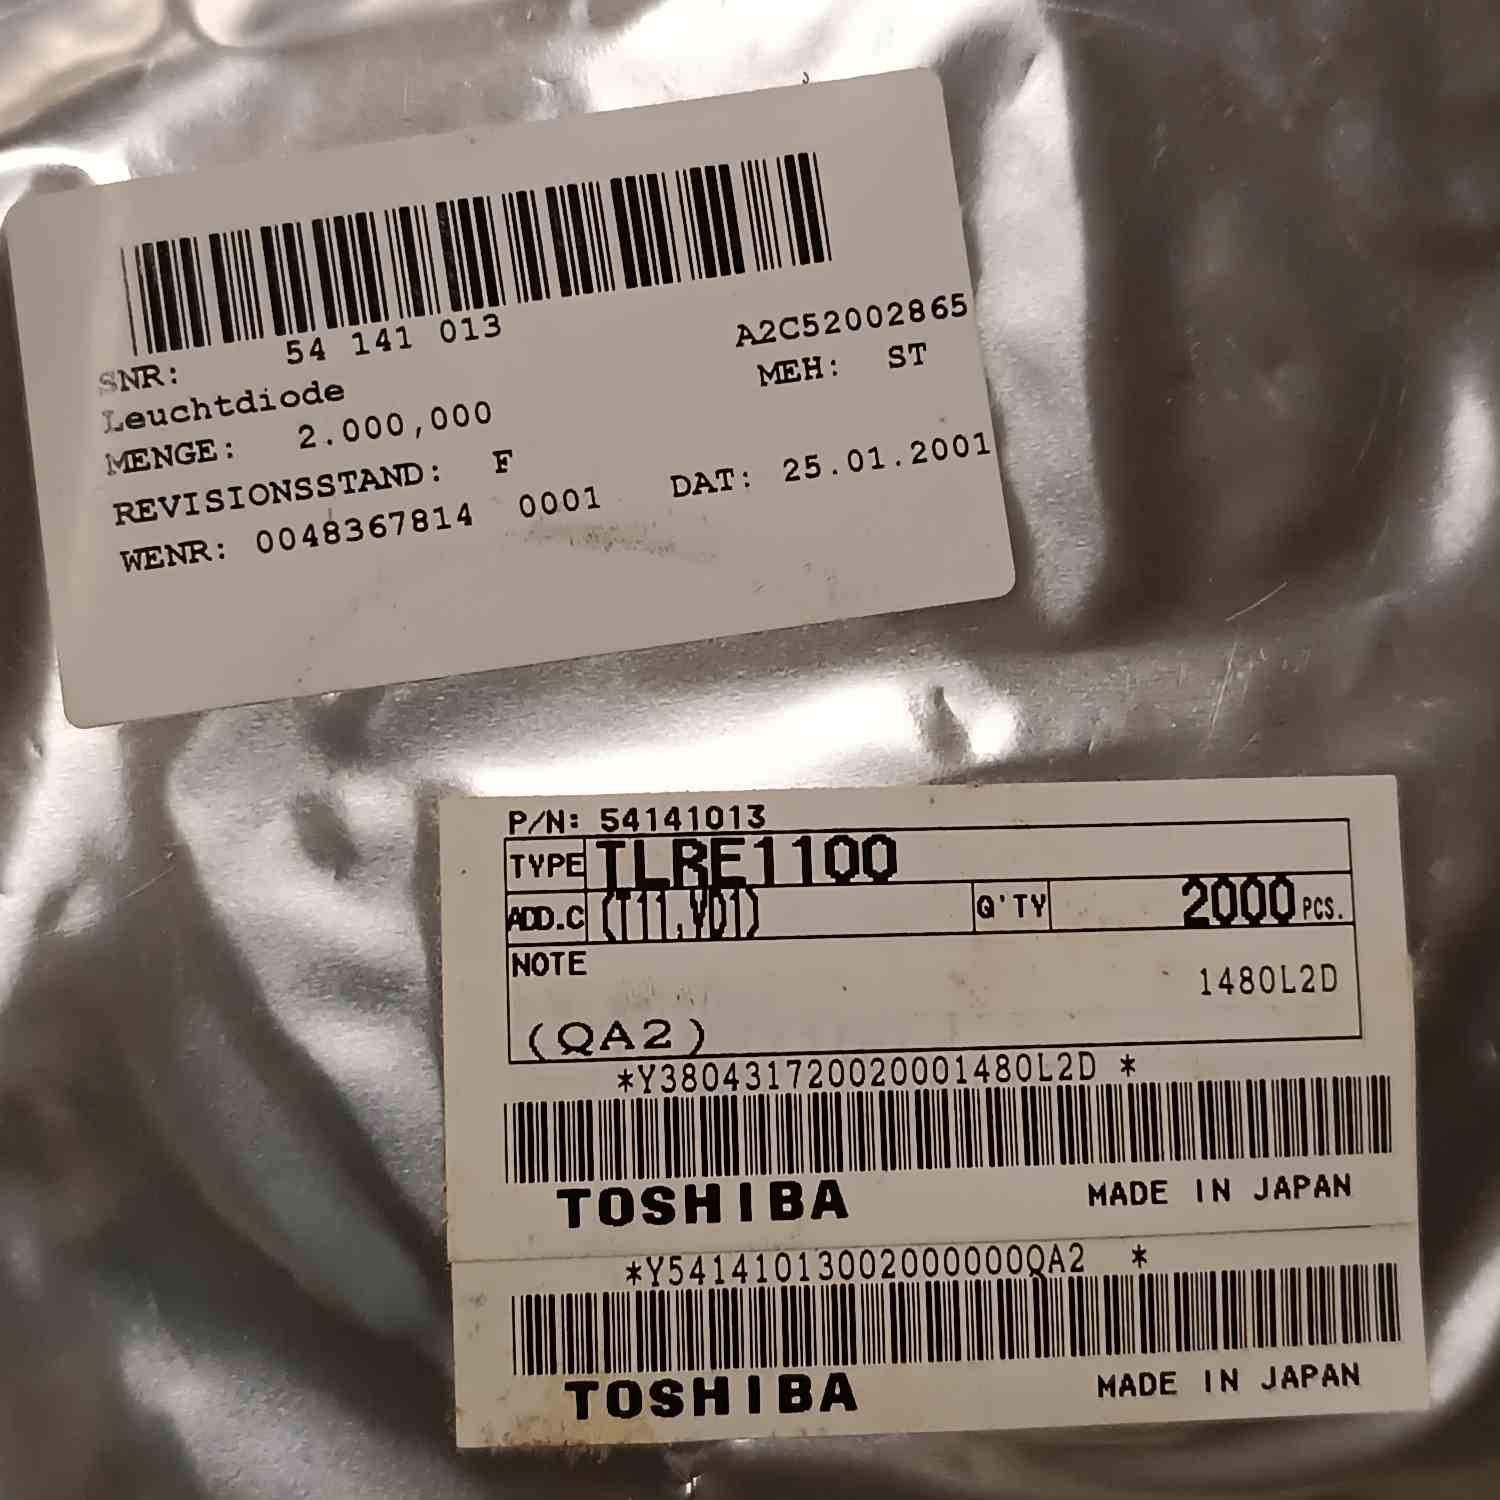 54 141 013
SNR:
A2C52002865
Leuchtdiode
MEH: ST
MENGE: 2.000,000
REVISIONSSTAND: F
DAT: 25.01.2001
WENR: 0048367814 0001
P/N: 54141013
TYPE TLRE1100
ADD.C (T11,VD1) Q'TY 2000 PCS.
NOTE
1480L2D
(QA2)
*Y380431720020001480L2D *
TOSHIBA MADE IN JAPAN
*Y54141013002000000QA2 *
TOSHIBA MADE IN JAPAN